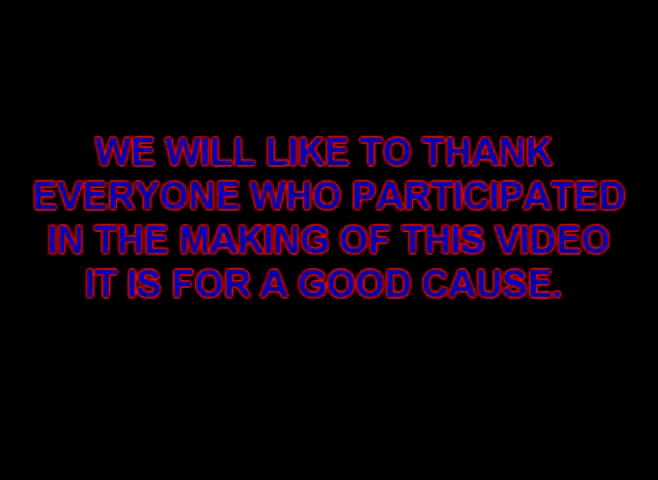 WE WILL LIKE TO THANK
EVERYONE WHO PARTICIPATED
IN THE MAKING OF THIS VIDEO
IT IS FOR A GOOD CAUSE.